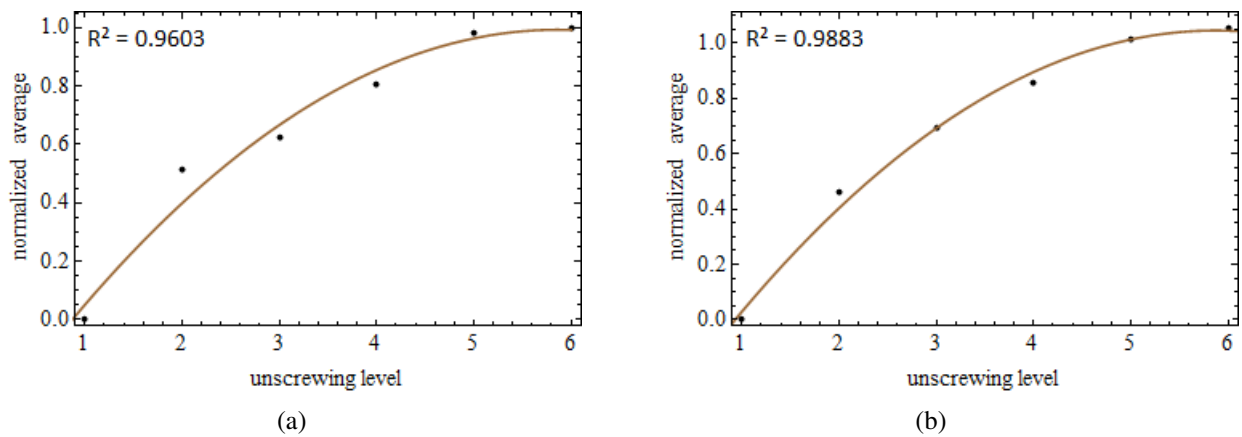 R² = 0.9603
normalized average
1.0
0.8
0.6
0.4
0.2
0.0
1 2 3 4 5 6
unscrewing level
(a)
R² = 0.9883
normalized average
1.0
0.8
0.6
0.4
0.2
0.0
1 2 3 4 5 6
unscrewing level
(b)